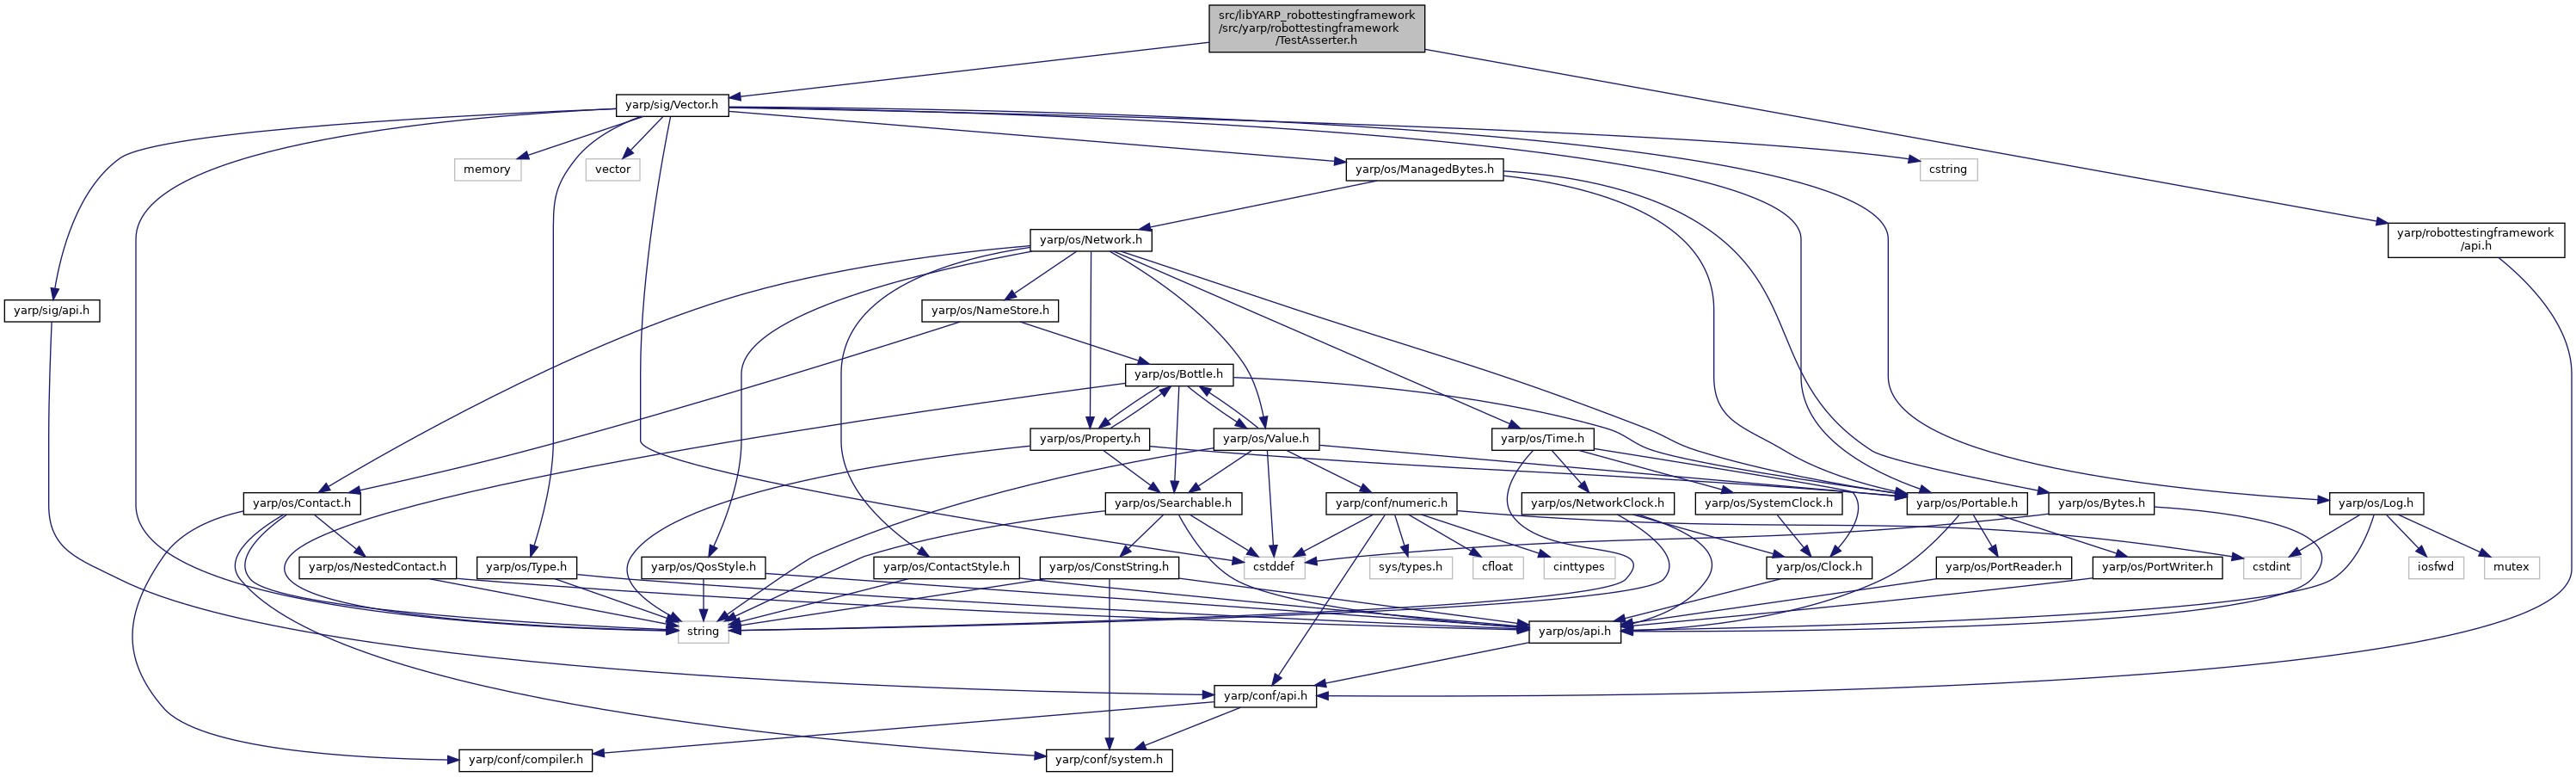 src/libYARP_robottestingframework
/src/yarp/robottestingframework
/TestAsserter.h
yarp/sig/Vector.h
memory
vector
yarp/os/ManagedBytes.h
cstring
yarp/os/Network.h
yarp/robottestingframework
/api.h
yarp/sig/api.h
yarp/os/NameStore.h
yarp/os/Bottle.h
yarp/os/Property.h
yarp/os/Value.h
yarp/os/Time.h
yarp/os/Contact.h
yarp/os/Searchable.h
yarp/conf/numeric.h
yarp/os/NetworkClock.h
yarp/os/SystemClock.h
yarp/os/Portable.h
yarp/os/Bytes.h
yarp/os/Log.h
yarp/os/NestedContact.h
yarp/os/Type.h
yarp/os/QosStyle.h
yarp/os/ContactStyle.h
yarp/os/ConstString.h
cstddef
sys/types.h
cfloat
cinttypes
yarp/os/Clock.h
yarp/os/PortReader.h
yarp/os/PortWriter.h
cstdint
iosfwd
mutex
string
yarp/os/api.h
yarp/conf/api.h
yarp/conf/compiler.h
yarp/conf/system.h